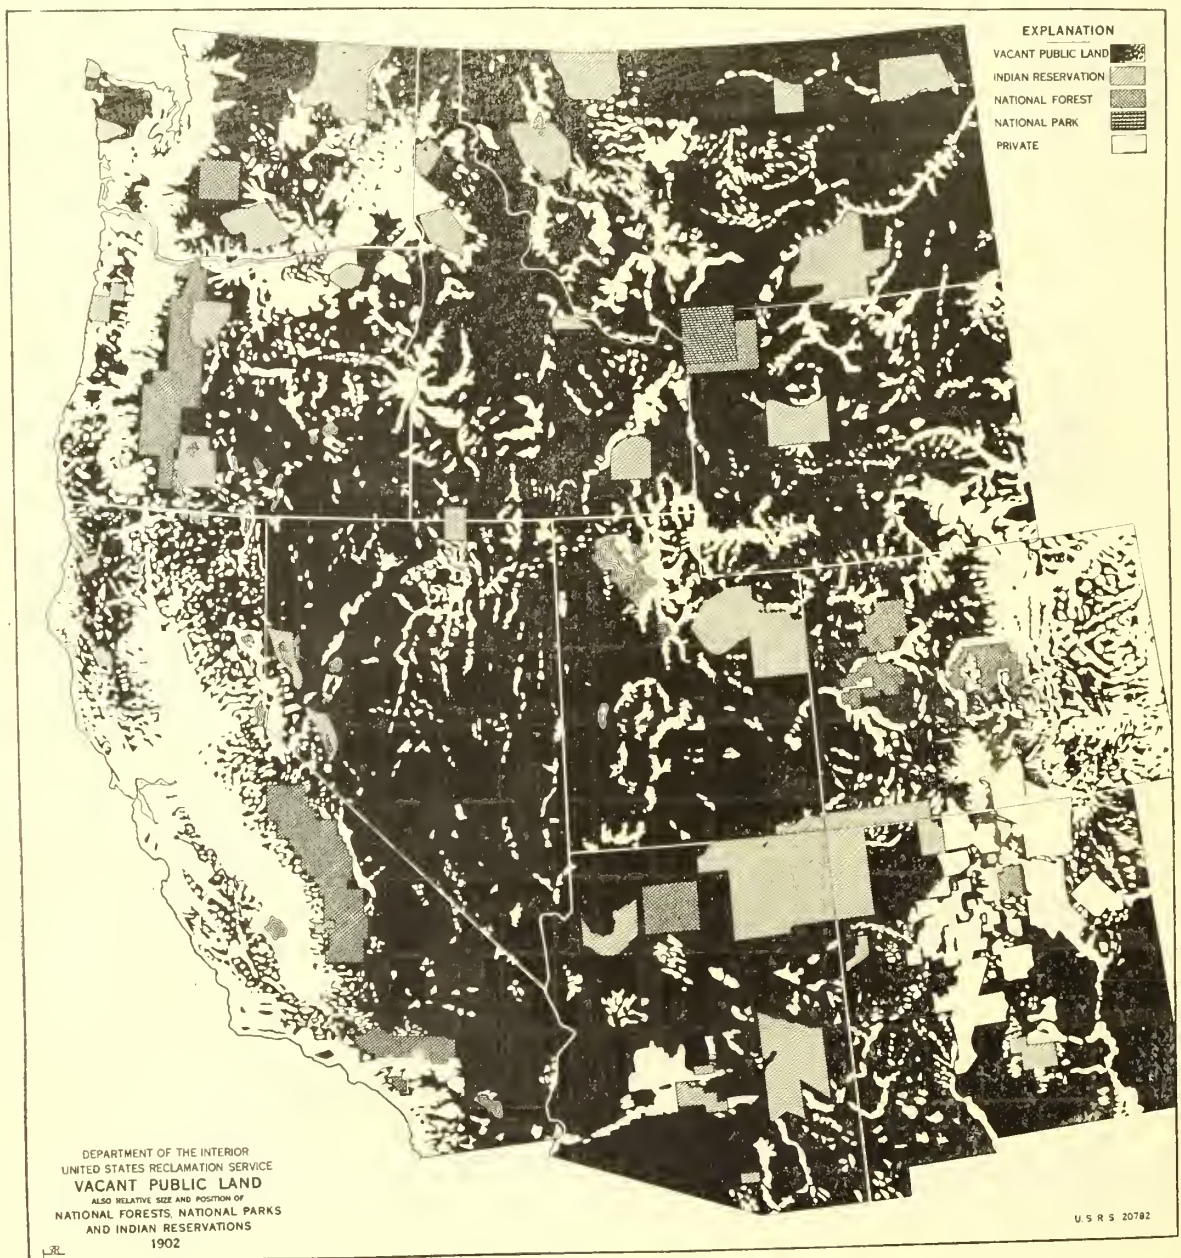 EXPLANATION
VACANT PUBLIC LAND
INDIAN RESERVATION
NATIONAL FOREST
NATIONAL PARK
PRIVATE
DEPARTMENT OF THE INTERIOR
UNITED STATES RECLAMATION SERVICE
VACANT PUBLIC LAND
ALSO RELATIVE SIZE AND POSITION OF
NATIONAL FORESTS, NATIONAL PARKS
AND INDIAN RESERVATIONS
1902
U.S.R.S. 20782